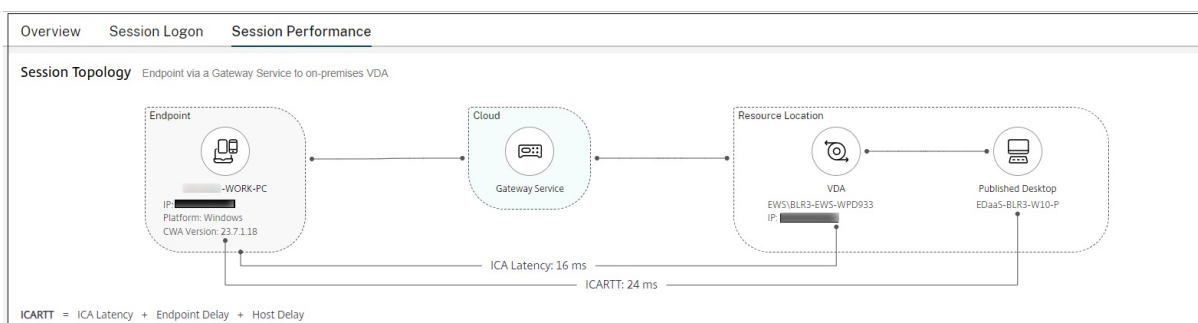 Overview Session Logon Session Performance
Session Topology Endpoint via a Gateway Service to on-premises VDA
Endpoint
Cloud
Resource Location
-WORK-PC
IP:
Platform: Windows
CWA Version: 23.7.1.18
Gateway Service
VDA
EWS\BLR3-EWS-WPD933
IP:
Published Desktop
EDaaS-BLR3-W10-P
ICA Latency: 16 ms
ICARTT: 24 ms
ICARTT = ICA Latency + Endpoint Delay + Host Delay